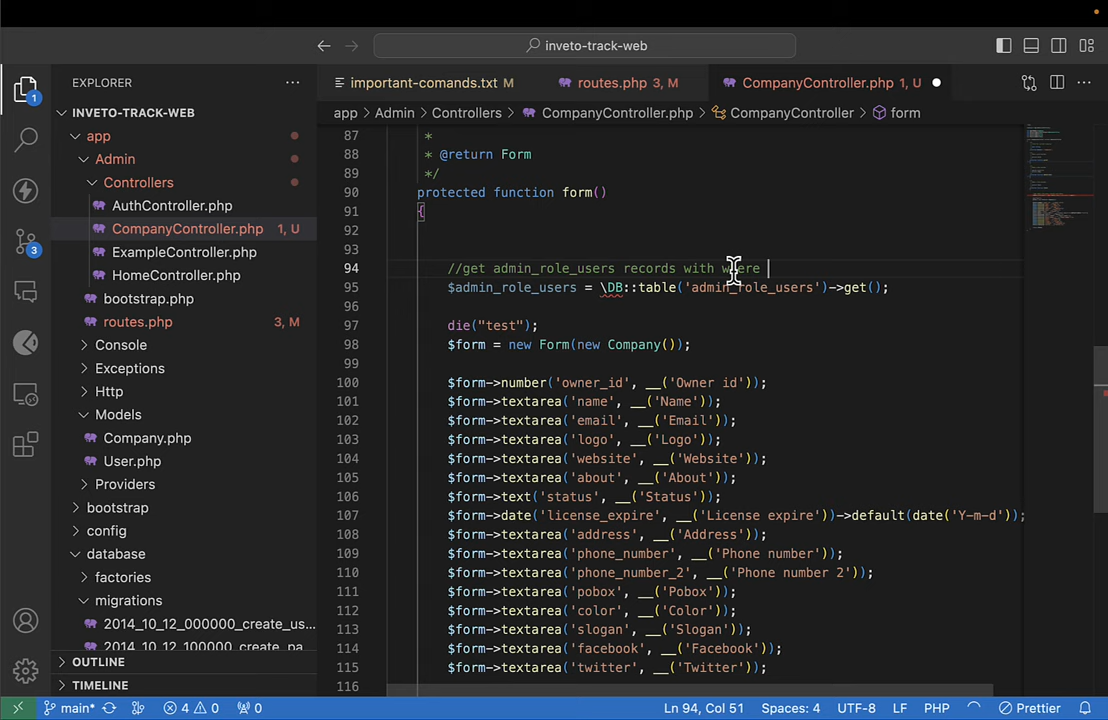 inveto-track-web
EXPLORER
important-comands.txt M
routes.php 3, M
CompanyController.php 1, U
app > Admin > Controllers > CompanyController.php > CompanyController > form
INVETO-TRACK-WEB
app
Admin
Controllers
AuthController.php
CompanyController.php 1, U
ExampleController.php
HomeController.php
bootstrap.php
routes.php 3, M
Console
Exceptions
Http
Models
Company.php
User.php
Providers
bootstrap
config
database
factories
migrations
2014_10_12_000000_create_us...
2014_10_12_100000_create_pa...
OUTLINE
TIMELINE
1
3
87 *
88 * @return Form
89 */
90 protected function form()
91 {
92
93
94 //get admin_role_users records with where
95 $admin_role_users = \DB::table('admin_role_users')->get();
96
97 die("test");
98 $form = new Form(new Company());
99
100 $form->number('owner_id', __('Owner id'));
101 $form->textarea('name', __('Name'));
102 $form->textarea('email', __('Email'));
103 $form->textarea('logo', __('Logo'));
104 $form->textarea('website', __('Website'));
105 $form->textarea('about', __('About'));
106 $form->text('status', __('Status'));
107 $form->date('license_expire', __('License expire'))->default(date('Y-m-d'));
108 $form->textarea('address', __('Address'));
109 $form->textarea('phone_number', __('Phone number'));
110 $form->textarea('phone_number_2', __('Phone number 2'));
111 $form->textarea('pobox', __('Pobox'));
112 $form->textarea('color', __('Color'));
113 $form->textarea('slogan', __('Slogan'));
114 $form->textarea('facebook', __('Facebook'));
115 $form->textarea('twitter', __('Twitter'));
116
main* 4 0 0 Ln 94, Col 51 Spaces: 4 UTF-8 LF PHP Prettier